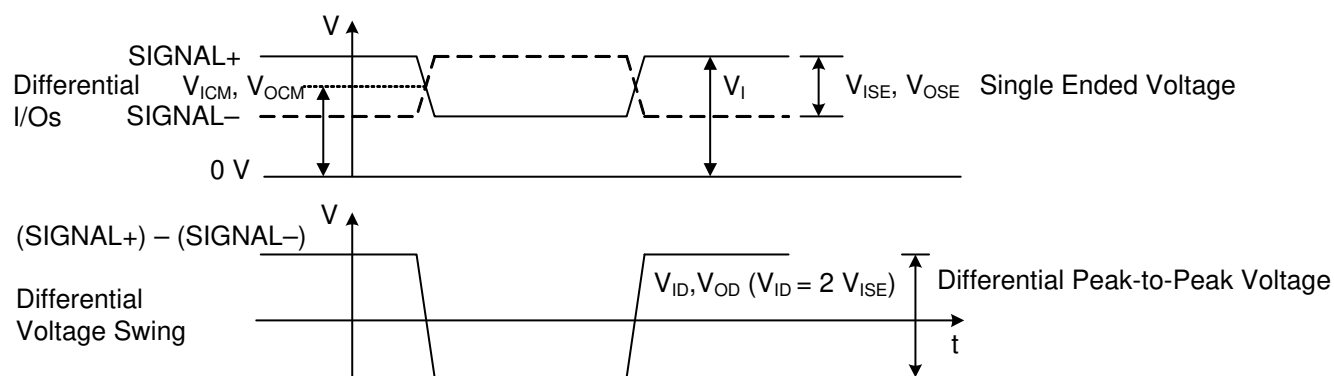 V
SIGNAL+
Differential I/Os
V_ICM, V_OCM
SIGNAL–
V_I
V_ISE, V_OSE Single Ended Voltage
0 V
V
(SIGNAL+) – (SIGNAL–)
V_ID,V_OD (V_ID = 2 V_ISE)
Differential Peak-to-Peak Voltage
Differential
Voltage Swing
t